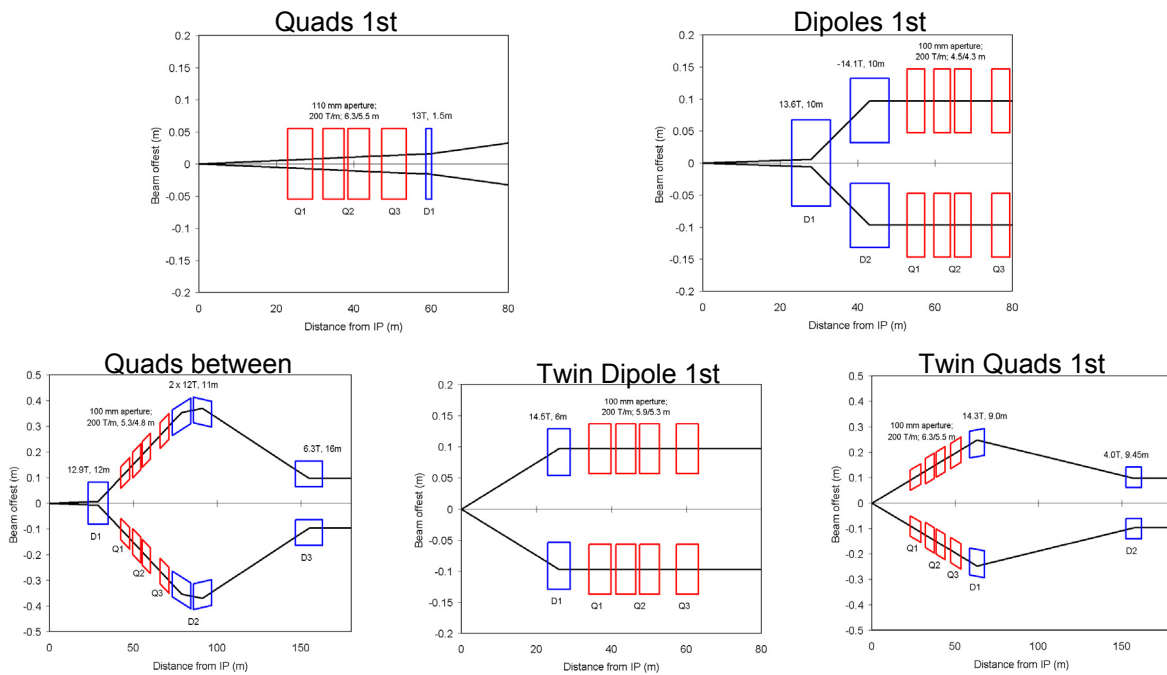 Quads 1st
0.2
0.15
0.1
0.05
0
-0.05
-0.1
-0.15
-0.2
Beam offest (m)
110 mm aperture;
200 T/m; 6.3/5.5 m
13T, 1.5m
Q1
Q2
Q3
D1
0 20 40 60 80
Distance from IP (m)
Dipoles 1st
0.2
0.15
0.1
0.05
0
-0.05
-0.1
-0.15
-0.2
Beam offest (m)
100 mm aperture;
200 T/m; 4.5/4.3 m
-14.1T, 10m
13.6T, 10m
D1
D2
Q1
Q2
Q3
0 20 40 60 80
Distance from IP (m)
Quads between
0.5
0.4
0.3
0.2
0.1
0
-0.1
-0.2
-0.3
-0.4
-0.5
Beam offest (m)
2 x 12T, 11m
100 mm aperture;
200 T/m, 5.3/4.8 m
12.9T, 12m
6.3T, 16m
D1
Q1
Q2
Q3
D2
D3
0 50 100 150
Distance from IP (m)
Twin Dipole 1st
0.2
0.1
0.1
0.05
0
-0.05
-0.1
-0.15
-0.2
Beam offest (m)
14.5T, 6m
100 mm aperture;
200 T/m; 5.9/5.3 m
D1
Q1
Q2
Q3
0 20 40 60 80
Distance from IP (m)
Twin Quads 1st
0.5
0.4
0.3
0.2
0.1
0
-0.1
-0.2
-0.3
-0.4
-0.5
Beam offest (m)
14.3T, 9.0m
100 mm aperture;
200 T/m; 6.3/5.5 m
4.0T, 9.45m
Q1
Q2
Q3
D1
D2
0 50 100 150
Distance from IP (m)